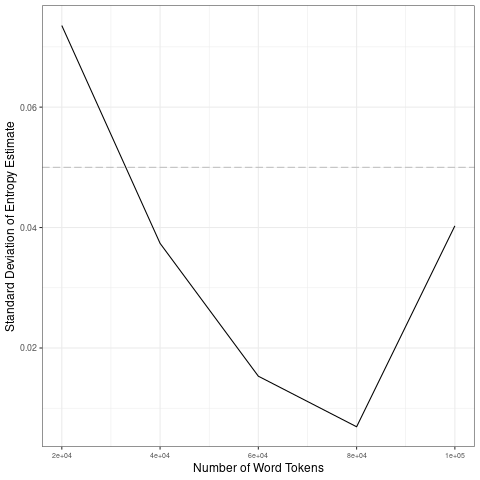 Standard Deviation of Entropy Estimate
0.06
0.04
0.02
2e+04 4e+04 6e+04 8e+04 1e+05
Number of Word Tokens